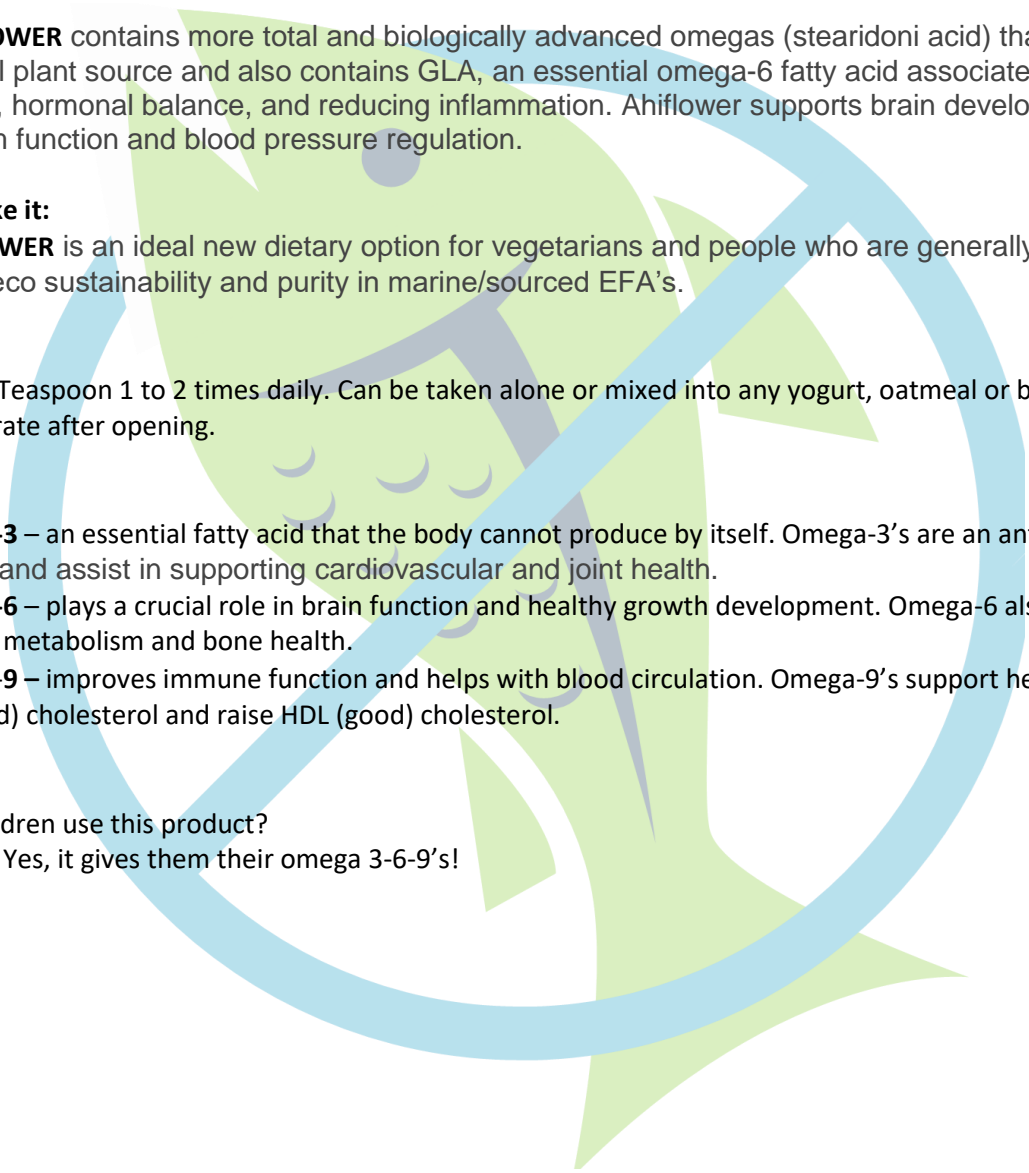 OWER contains more total and biologically advanced omegas (stearidoni acid) tha
l plant source and also contains GLA, an essential omega-6 fatty acid associate
, hormonal balance, and reducing inflammation. Ahiflower supports brain develo
n function and blood pressure regulation.
ke it:
OWER is an ideal new dietary option for vegetarians and people who are generally
eco sustainability and purity in marine/sourced EFA's.
Teaspoon 1 to 2 times daily. Can be taken alone or mixed into any yogurt, oatmeal or b
rate after opening.
-3 – an essential fatty acid that the body cannot produce by itself. Omega-3’s are an an
and assist in supporting cardiovascular and joint health.
-6 – plays a crucial role in brain function and healthy growth development. Omega-6 al
metabolism and bone health.
-9 – improves immune function and helps with blood circulation. Omega-9’s support he
d) cholesterol and raise HDL (good) cholesterol.
dren use this product?
Yes, it gives them their omega 3-6-9’s!